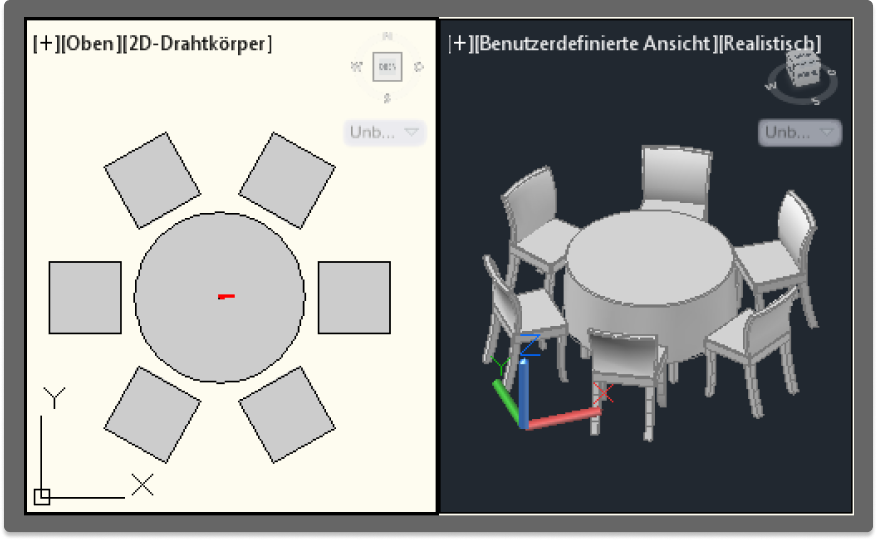 [+][Oben][2D-Drahtkörper]
N
W
OBEN
O
S
Unb...
Y
X
[+][Benutzerdefinierte Ansicht][Realistisch]
W
O
S
Unb...
Z
Y
X